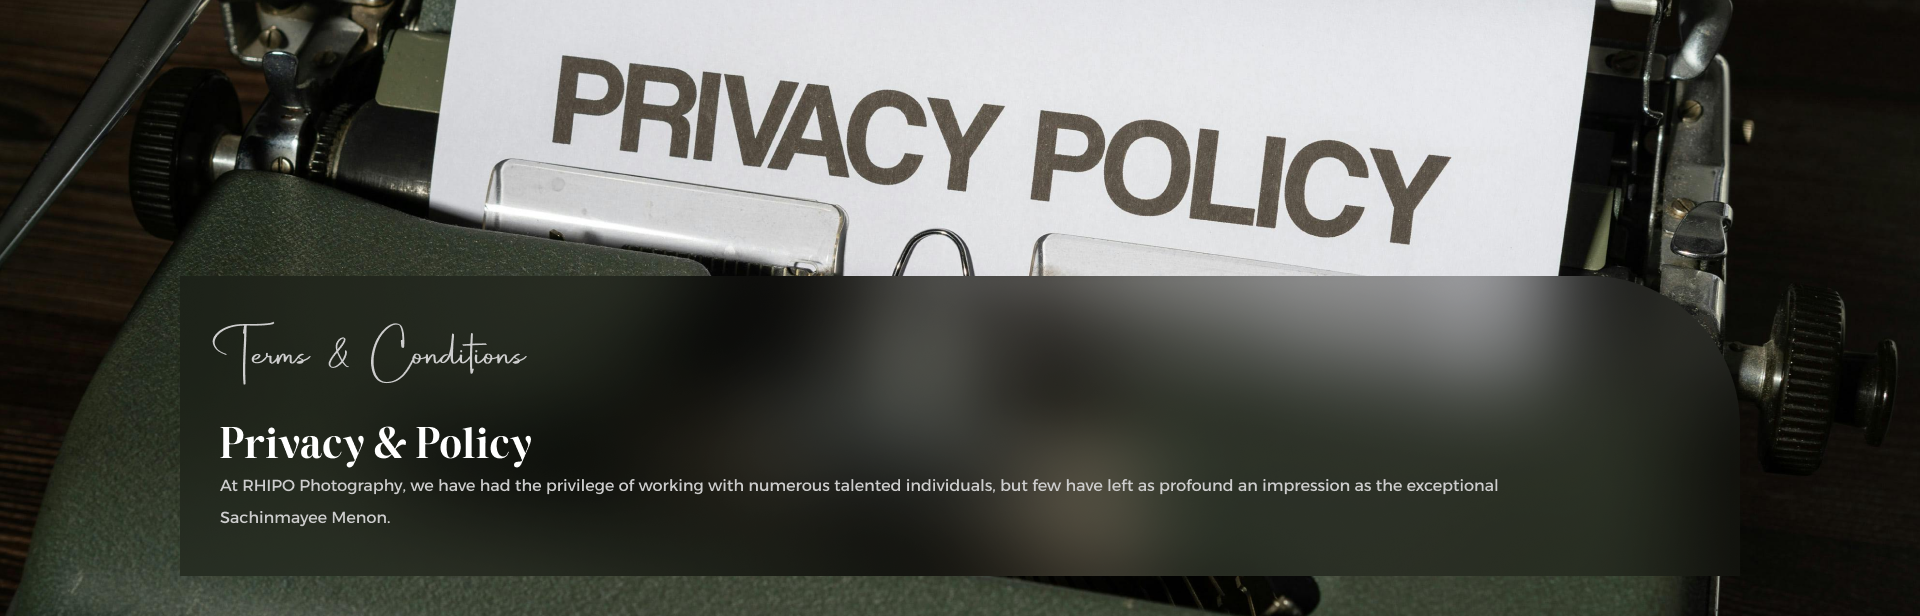 PRIVACY POLICY
Terms & Conditions
Privacy & Policy
At RHIPO Photography, we have had the privilege of working with numerous talented individuals, but few have left as profound an impression as the exceptional
Sachinmayee Menon.